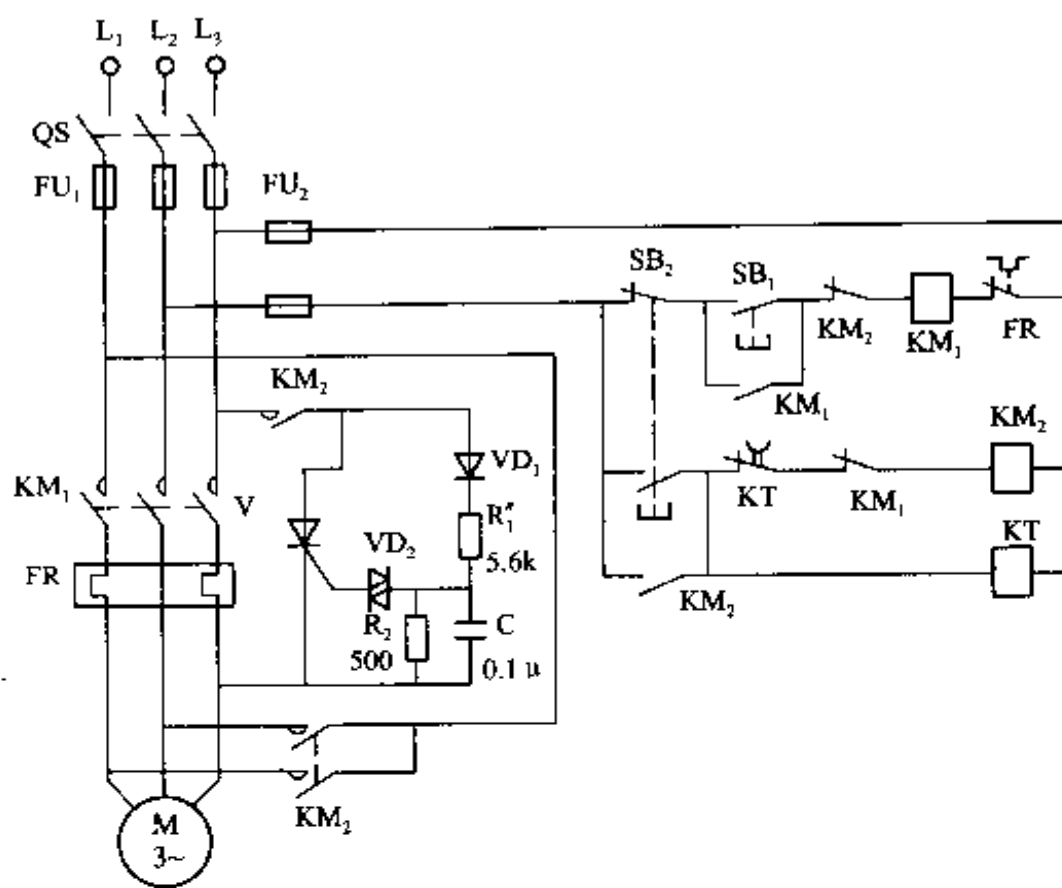 L₁ L₂ L₃
QS
FU₁
FU₂
SB₂
SB₁
KM₂
KM₁
FR
KM₁
KM₂
KM₂
KT
KM₁
KM₁
V
VD₁
R₁″
5.6k
VD₂
KT
FR
KM₂
R₂
500
C
0.1 μ
KM₂
M
3~